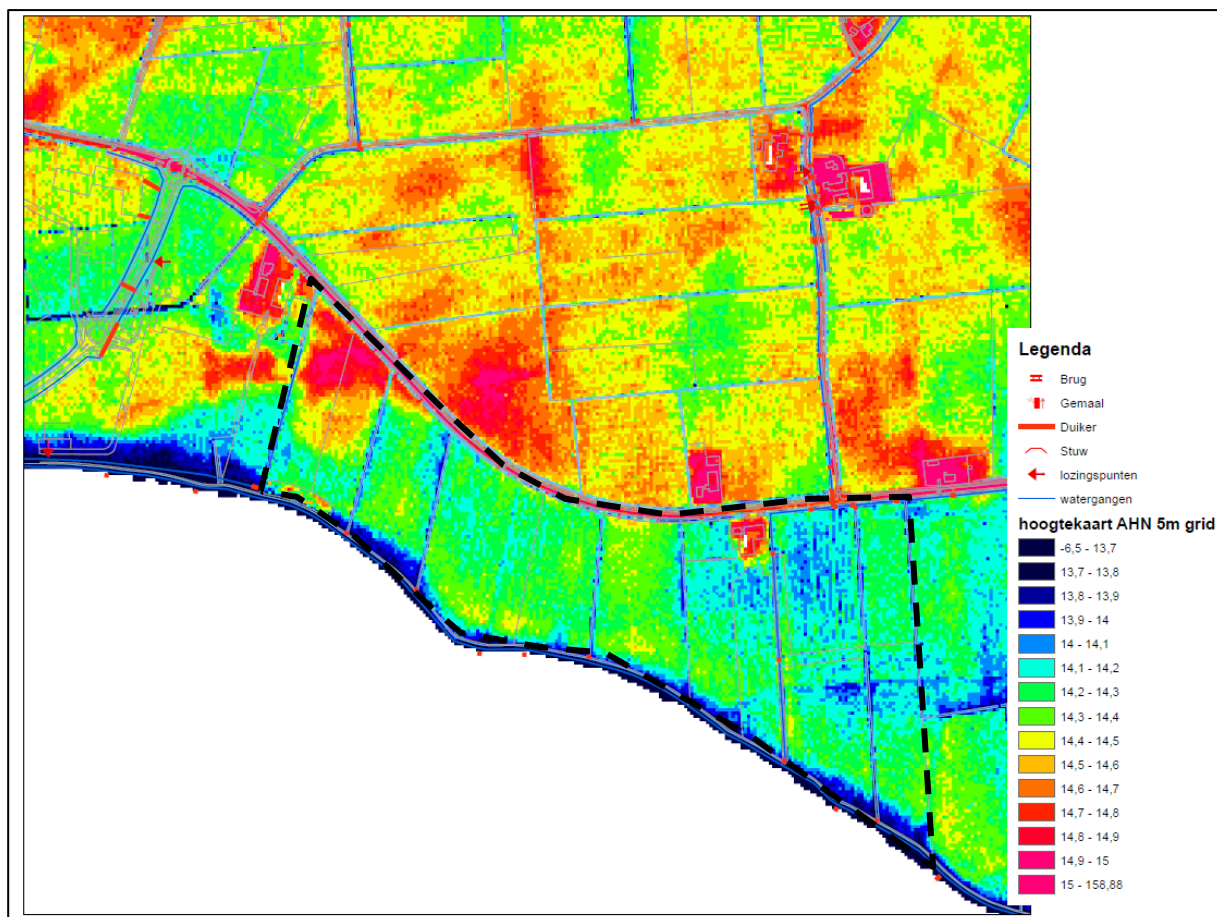 Legenda
Brug
Gemaal
Duiker
Stuw
lozingspunten
watergangen
hoogtekaart AHN 5m grid
-6,5 - 13,7
13,7 - 13,8
13,8 - 13,9
13,9 - 14
14 - 14,1
14,1 - 14,2
14,2 - 14,3
14,3 - 14,4
14,4 - 14,5
14,5 - 14,6
14,6 - 14,7
14,7 - 14,8
14,8 - 14,9
14,9 - 15
15 - 158,88